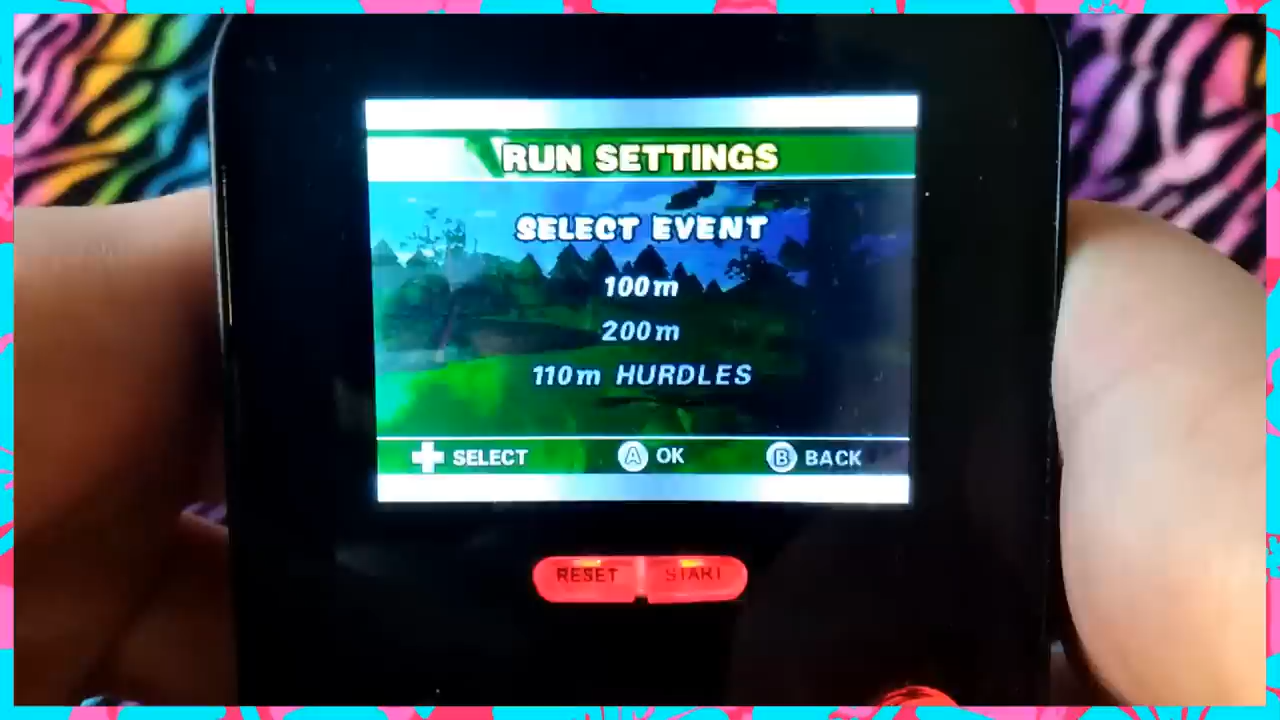 RUN SETTINGS
SELECT EVENT
100m
200m
110m HURDLES
SELECT A OK B BACK
RESET START